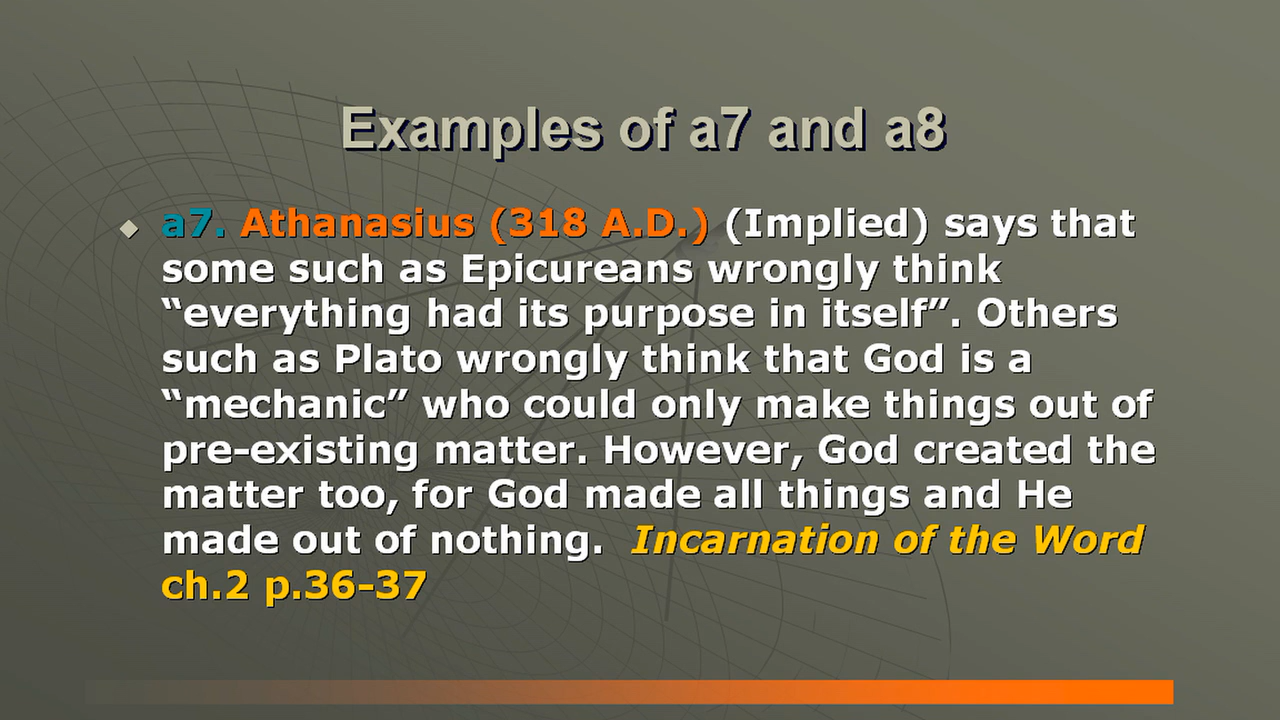 Examples of a7 and a8
a7. Athanasius (318 A.D.) (Implied) says that
some such as Epicureans wrongly think
“everything had its purpose in itself”. Others
such as Plato wrongly think that God is a
“mechanic” who could only make things out of
pre-existing matter. However, God created the
matter too, for God made all things and He
made out of nothing. Incarnation of the Word
ch.2 p.36-37